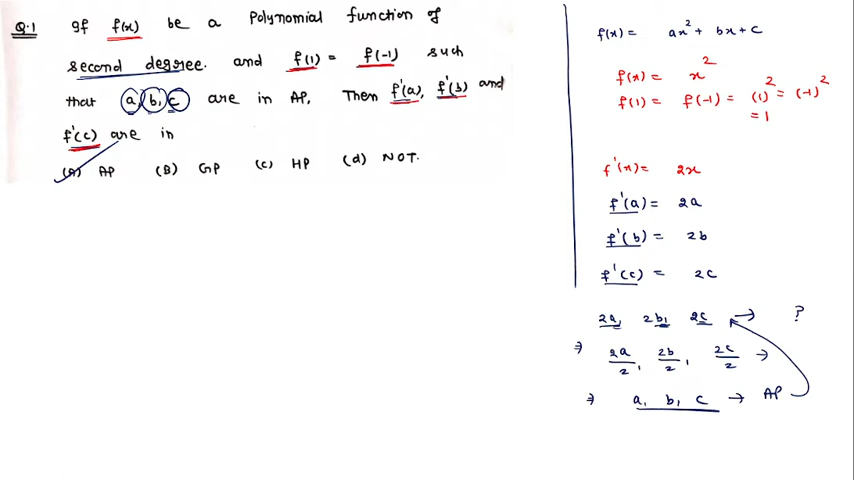 Q.1 If f(x) be a Polynomial function of
second degree. and f(1) = f(-1) such
that a, b, c are in AP, Then f'(a), f'(b) and
f'(c) are in
(A) AP (B) GP (C) HP (d) NOT.
f(x) = ax² + bx + c
f(x) = x²
f(1) = f(-1) = (1)² = (-1)²
= 1
f'(x) = 2x
f'(a) = 2a
f'(b) = 2b
f'(c) = 2c
2a, 2b, 2c → ?
⇒ 2a/2, 2b/2, 2c/2 →
⇒ a, b, c → AP